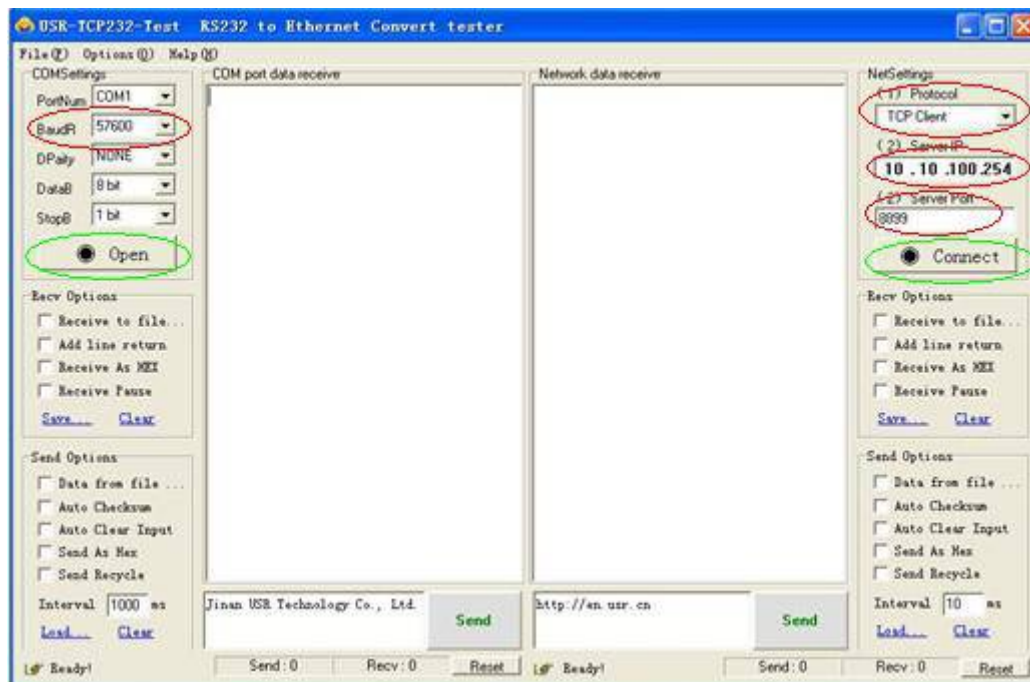 USR-TCP232-Test RS232 to Ethernet Convert tester
File(F) Options(O) Help(H)
COMSettings
PortNum COM1
BaudR 57600
DPaity NONE
DataB 8 bit
StopB 1 bit
Open
Recv Options
Receive to file...
Add line return
Receive As HEX
Receive Pause
Save... Clear
Send Options
Data from file ...
Auto Checksum
Auto Clear Input
Send As Hex
Send Recycle
Interval 1000 ms
Load... Clear
COM port data receive
Jinan USR Technology Co., Ltd.
Send
Network data receive
http://en.usr.cn
Send
NetSettings
(1) Protocol
TCP Client
(2) Server IP
10 .10 .100.254
(2) Server Port
8899
Connect
Recv Options
Receive to file...
Add line return
Receive As HEX
Receive Pause
Save... Clear
Send Options
Data from file ...
Auto Checksum
Auto Clear Input
Send As Hex
Send Recycle
Interval 10 ms
Load... Clear
Ready! Send : 0 Recv : 0 Reset
Ready! Send : 0 Recv : 0 Reset